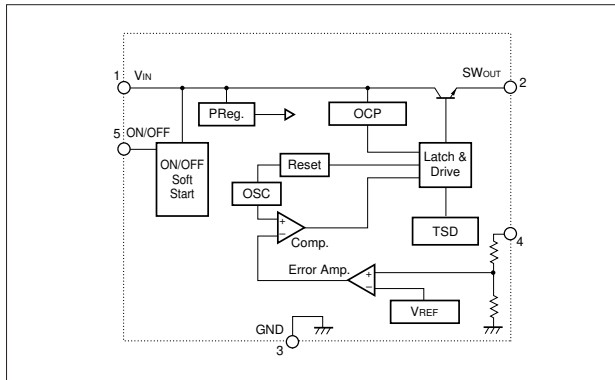 1 VIN
SWOUT 2
PReg.
OCP
5 ON/OFF
ON/OFF
Soft
Start
Reset
Latch &
Drive
OSC
+
−
Comp.
TSD
4
Error Amp.
+
−
VREF
GND
3